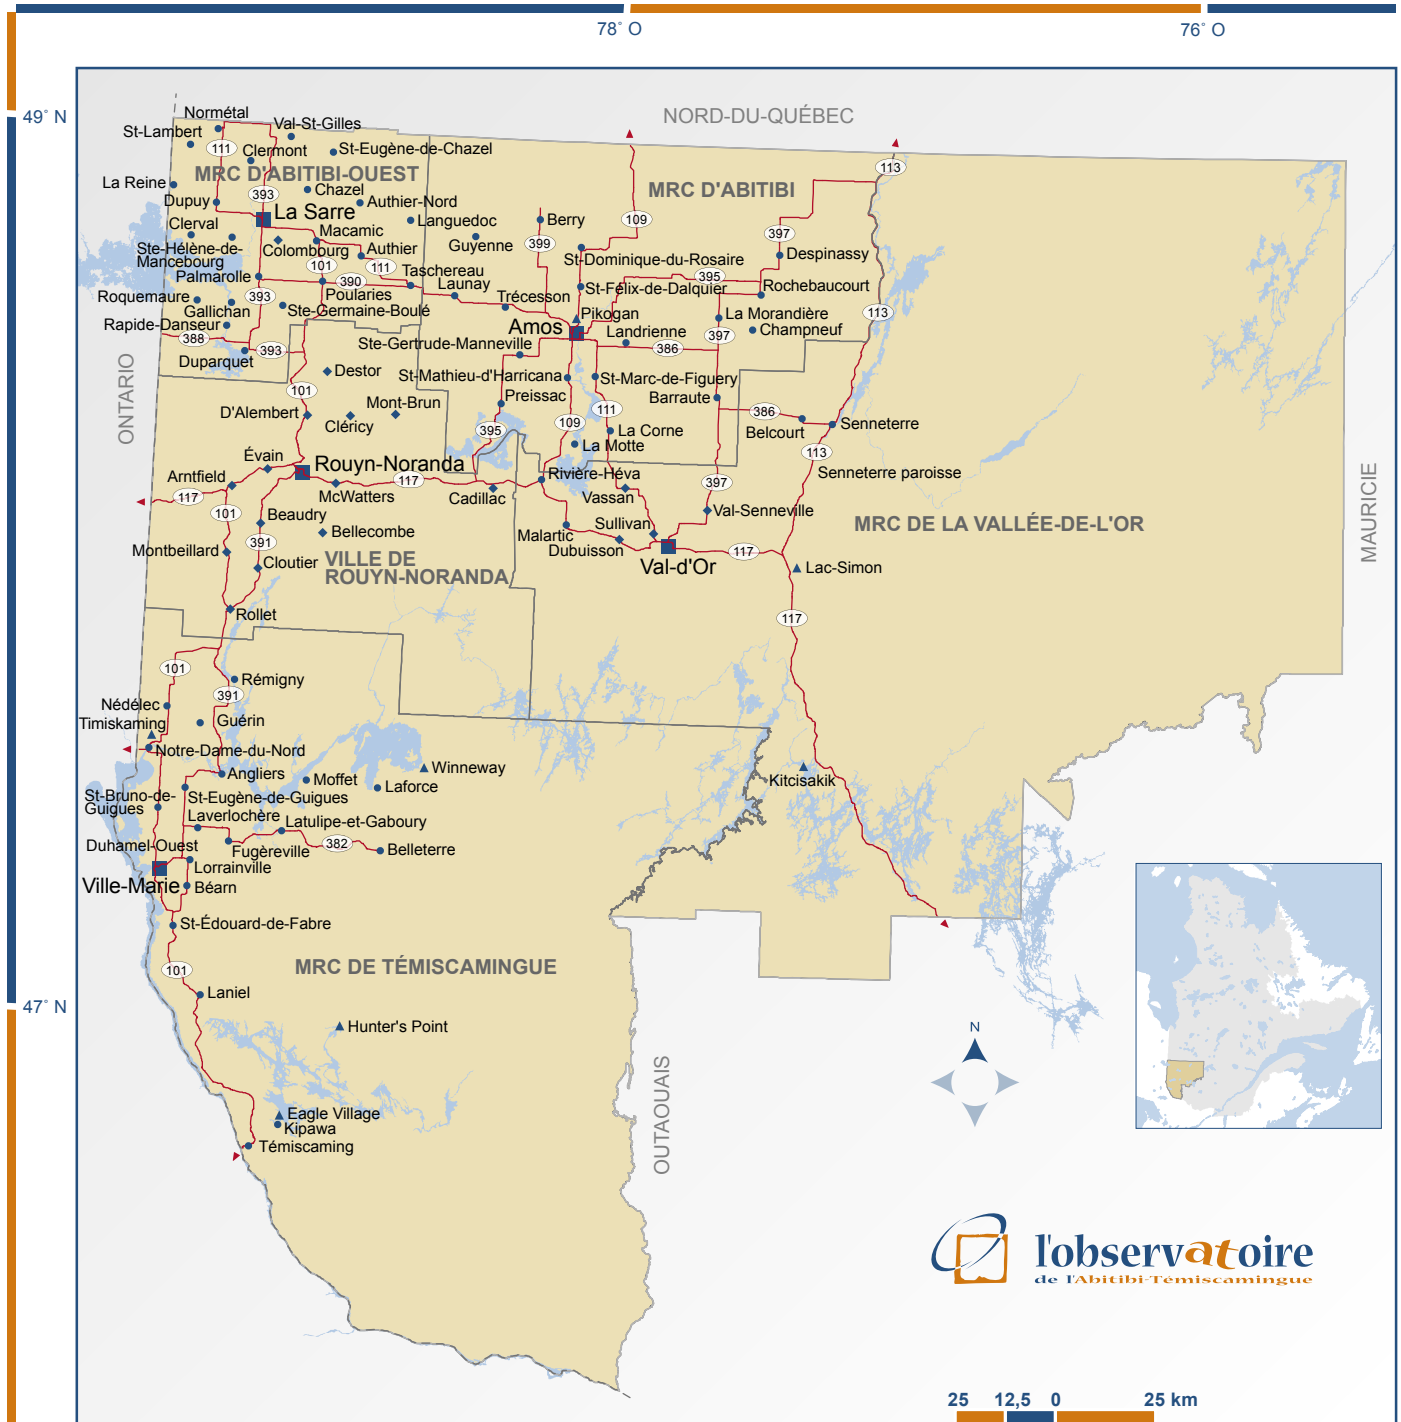 78° O
76° O
49° N
47° N
NORD-DU-QUÉBEC
ONTARIO
MAURICIE
OUTAOUAIS
Normétal
St-Lambert
Val-St-Gilles
111
Clermont
St-Eugène-de-Chazel
113
MRC D'ABITIBI-OUEST
MRC D'ABITIBI
La Reine
Chazel
393
Dupuy
Authier-Nord
La Sarre
Languedoc
Berry
109
Clerval
Macamic
Guyenne
399
397
Ste-Hélène-de-
Mancebourg
Colombourg
Authier
Despinassy
101
111
St-Dominique-du-Rosaire
Palmarolle
390
Taschereau
395
Launay
St-Félix-de-Dalquier
Rochebaucourt
Roquemaure
393
Poularies
Trécesson
Gallichan
Ste-Germaine-Boulé
Pikogan
La Morandière
113
Rapide-Danseur
Amos
Landrienne
Champneuf
388
397
Ste-Gertrude-Manneville
386
393
Duparquet
Destor
St-Mathieu-d'Harricana
St-Marc-de-Figuery
101
Preissac
Barraute
Mont-Brun
D'Alembert
111
386
Cléricy
109
Belcourt
Senneterre
395
La Corne
La Motte
113
Évain
Rouyn-Noranda
Rivière-Héva
Senneterre paroisse
Arntfield
117
397
117
McWatters
Cadillac
Vassan
101
Beaudry
Val-Senneville
Bellecombe
Sullivan
MRC DE LA VALLÉE-DE-L'OR
391
Malartic
Montbeillard
Dubuisson
117
VILLE DE
ROUYN-NORANDA
Cloutier
Val-d'Or
Lac-Simon
Rollet
117
101
Rémigny
391
Nédélec
Guérin
Timiskaming
Notre-Dame-du-Nord
Angliers
Moffet
Winneway
Laforce
Kitcisakik
St-Bruno-de-
Guigues
St-Eugène-de-Guigues
Laverlochère
Latulipe-et-Gaboury
Duhamel-Ouest
Fugèreville
382
Belleterre
Lorrainville
Ville-Marie
Béarn
St-Édouard-de-Fabre
101
MRC DE TÉMISCAMINGUE
Laniel
Hunter's Point
N
Eagle Village
Kipawa
Témiscaming
l'observatoire
de l'Abitibi-Témiscamingue
25 12,5 0 25 km